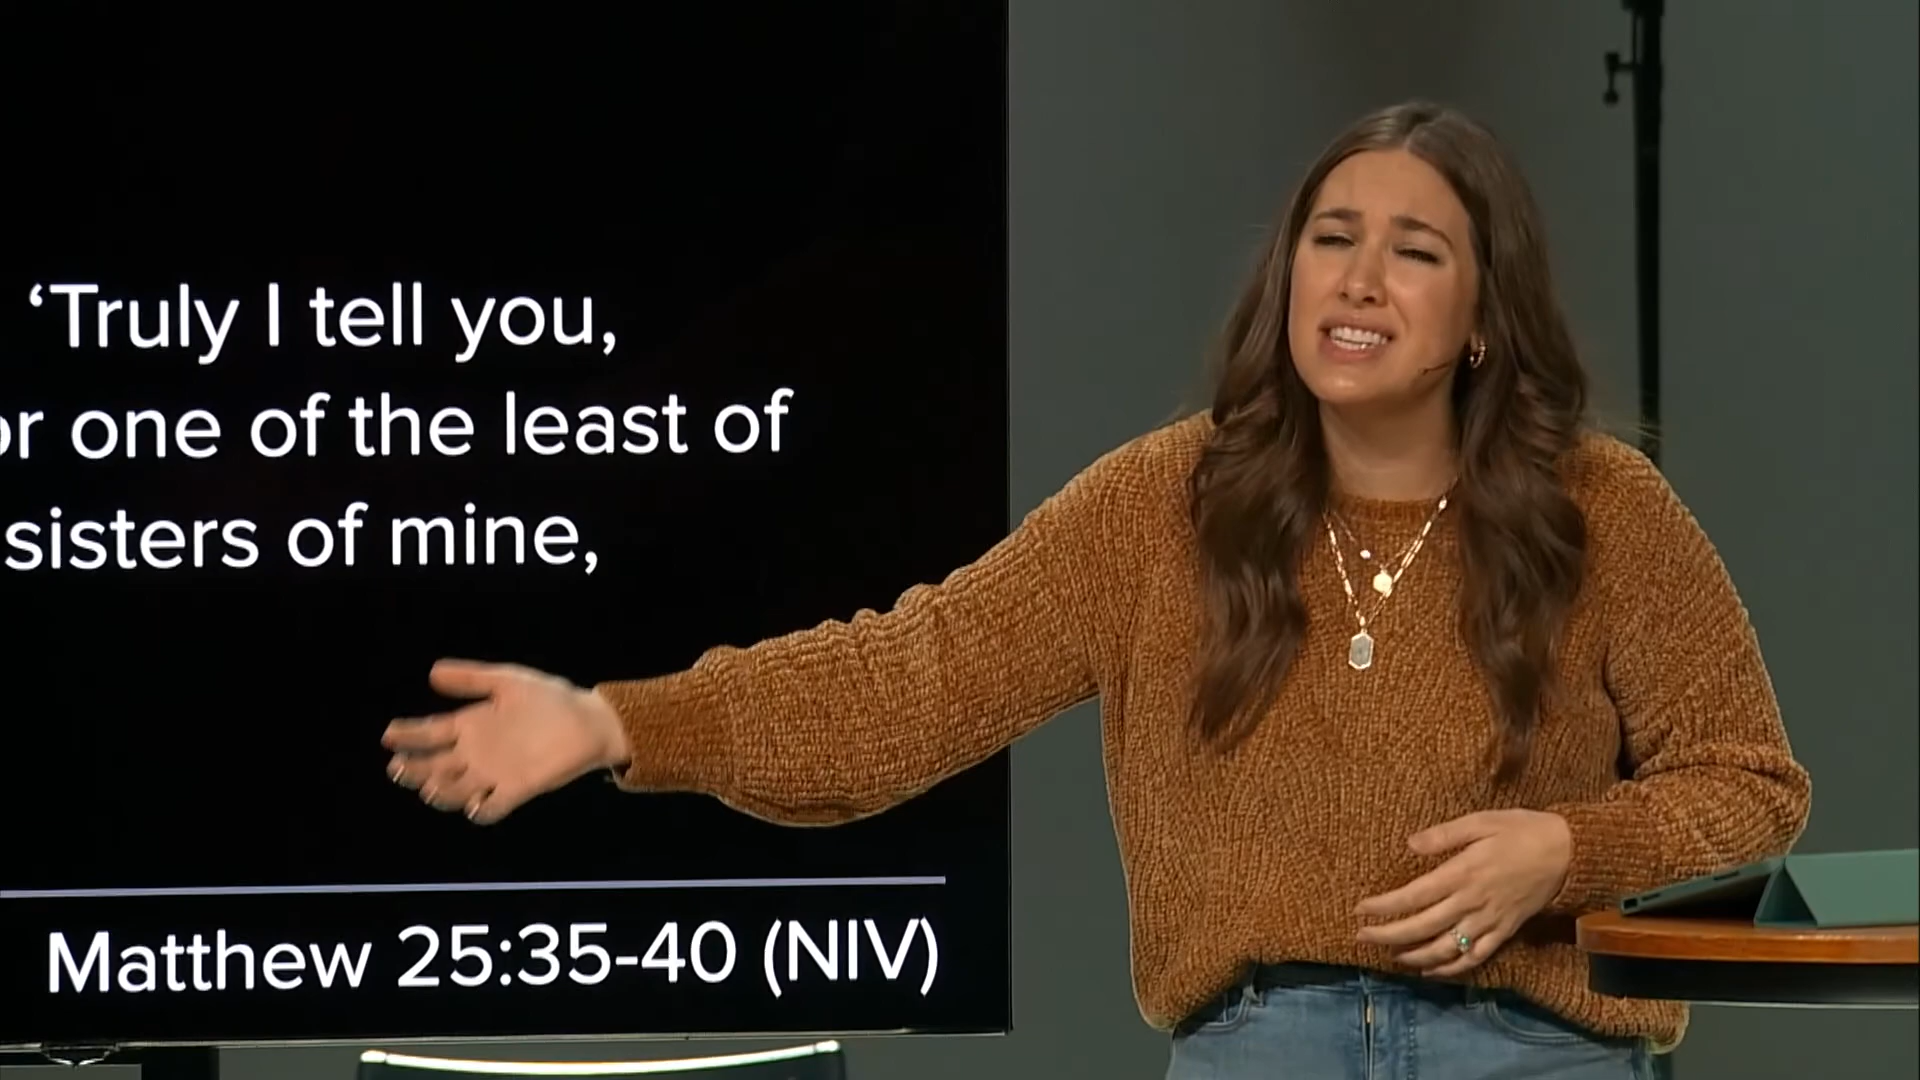 ‘Truly I tell you,
one of the least of
sisters of mine,
Matthew 25:35-40 (NIV)